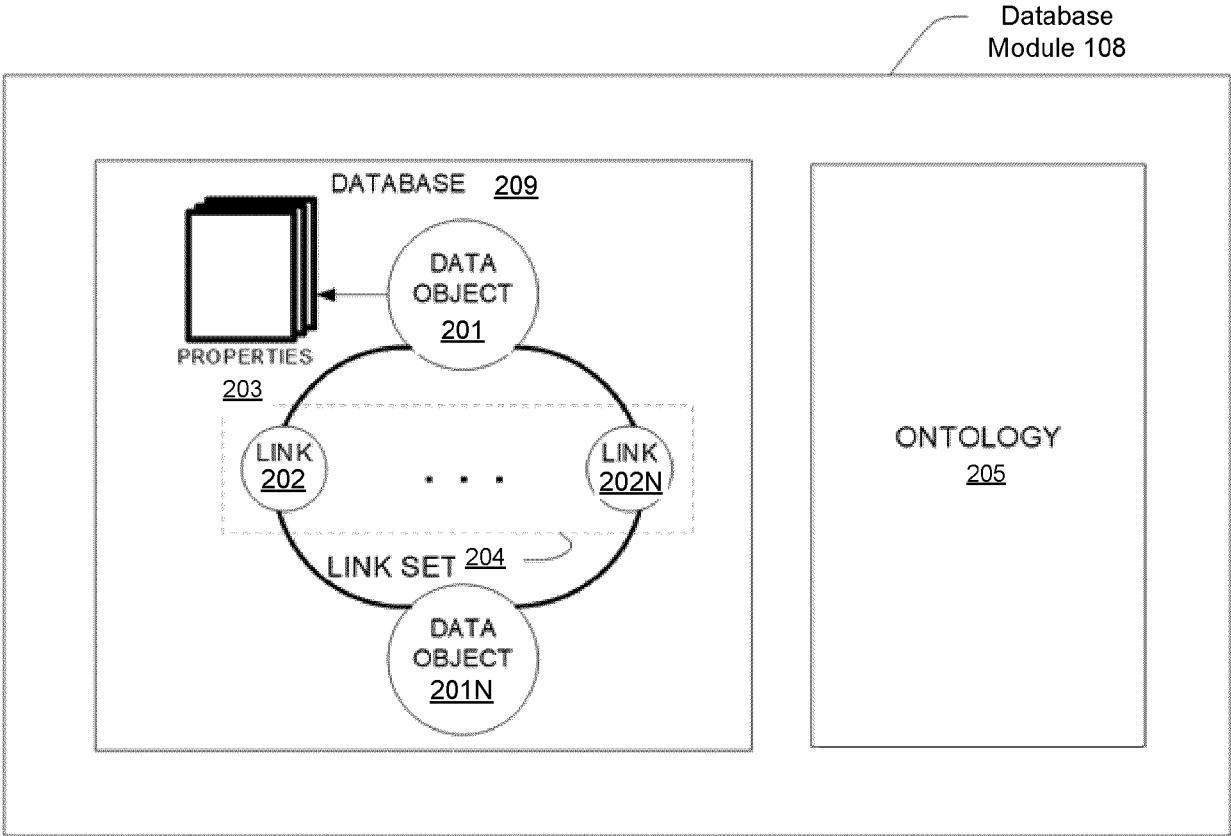 Database
Module 108
DATABASE 209
DATA
OBJECT
201
PROPERTIES
203
LINK
202
. . .
LINK
202N
LINK SET 204
DATA
OBJECT
201N
ONTOLOGY
205